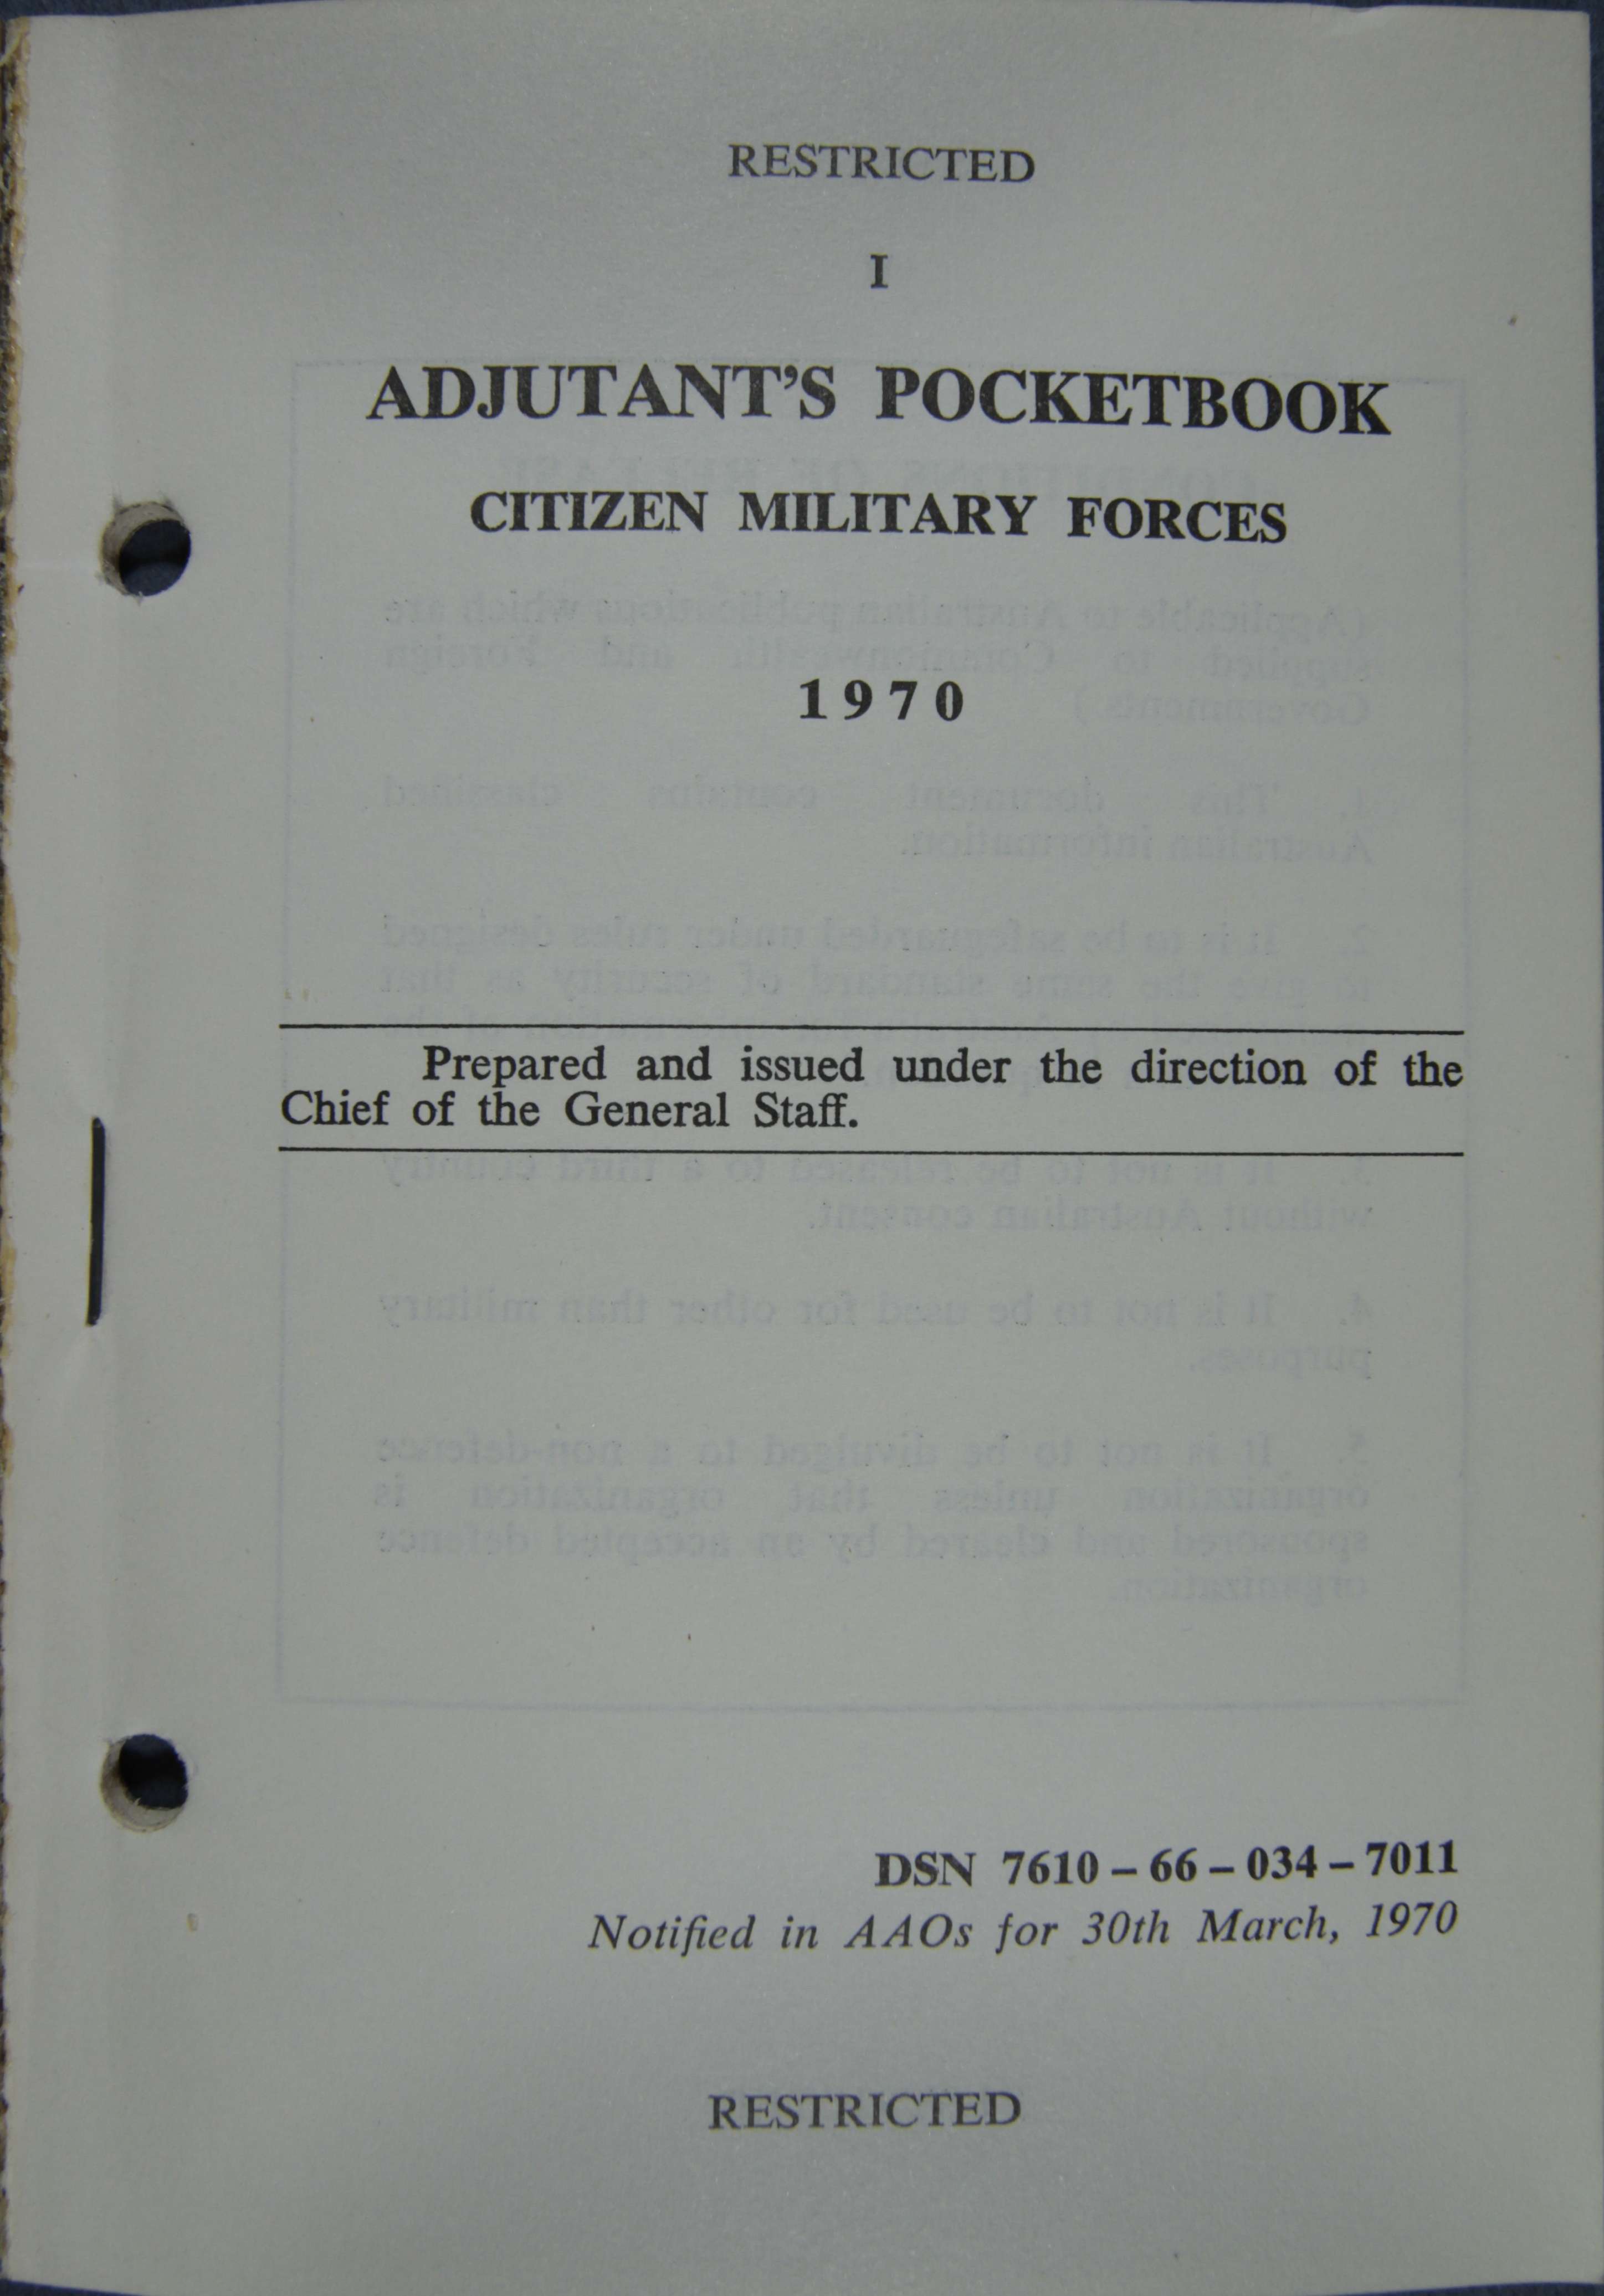 RESTRICTED
I
ADJUTANT'S POCKETBOOK
CITIZEN MILITARY FORCES
1970
Prepared and issued under the direction of the
Chief of the General Staff.
DSN 7610 – 66 – 034 – 7011
Notified in AAOs for 30th March, 1970
RESTRICTED